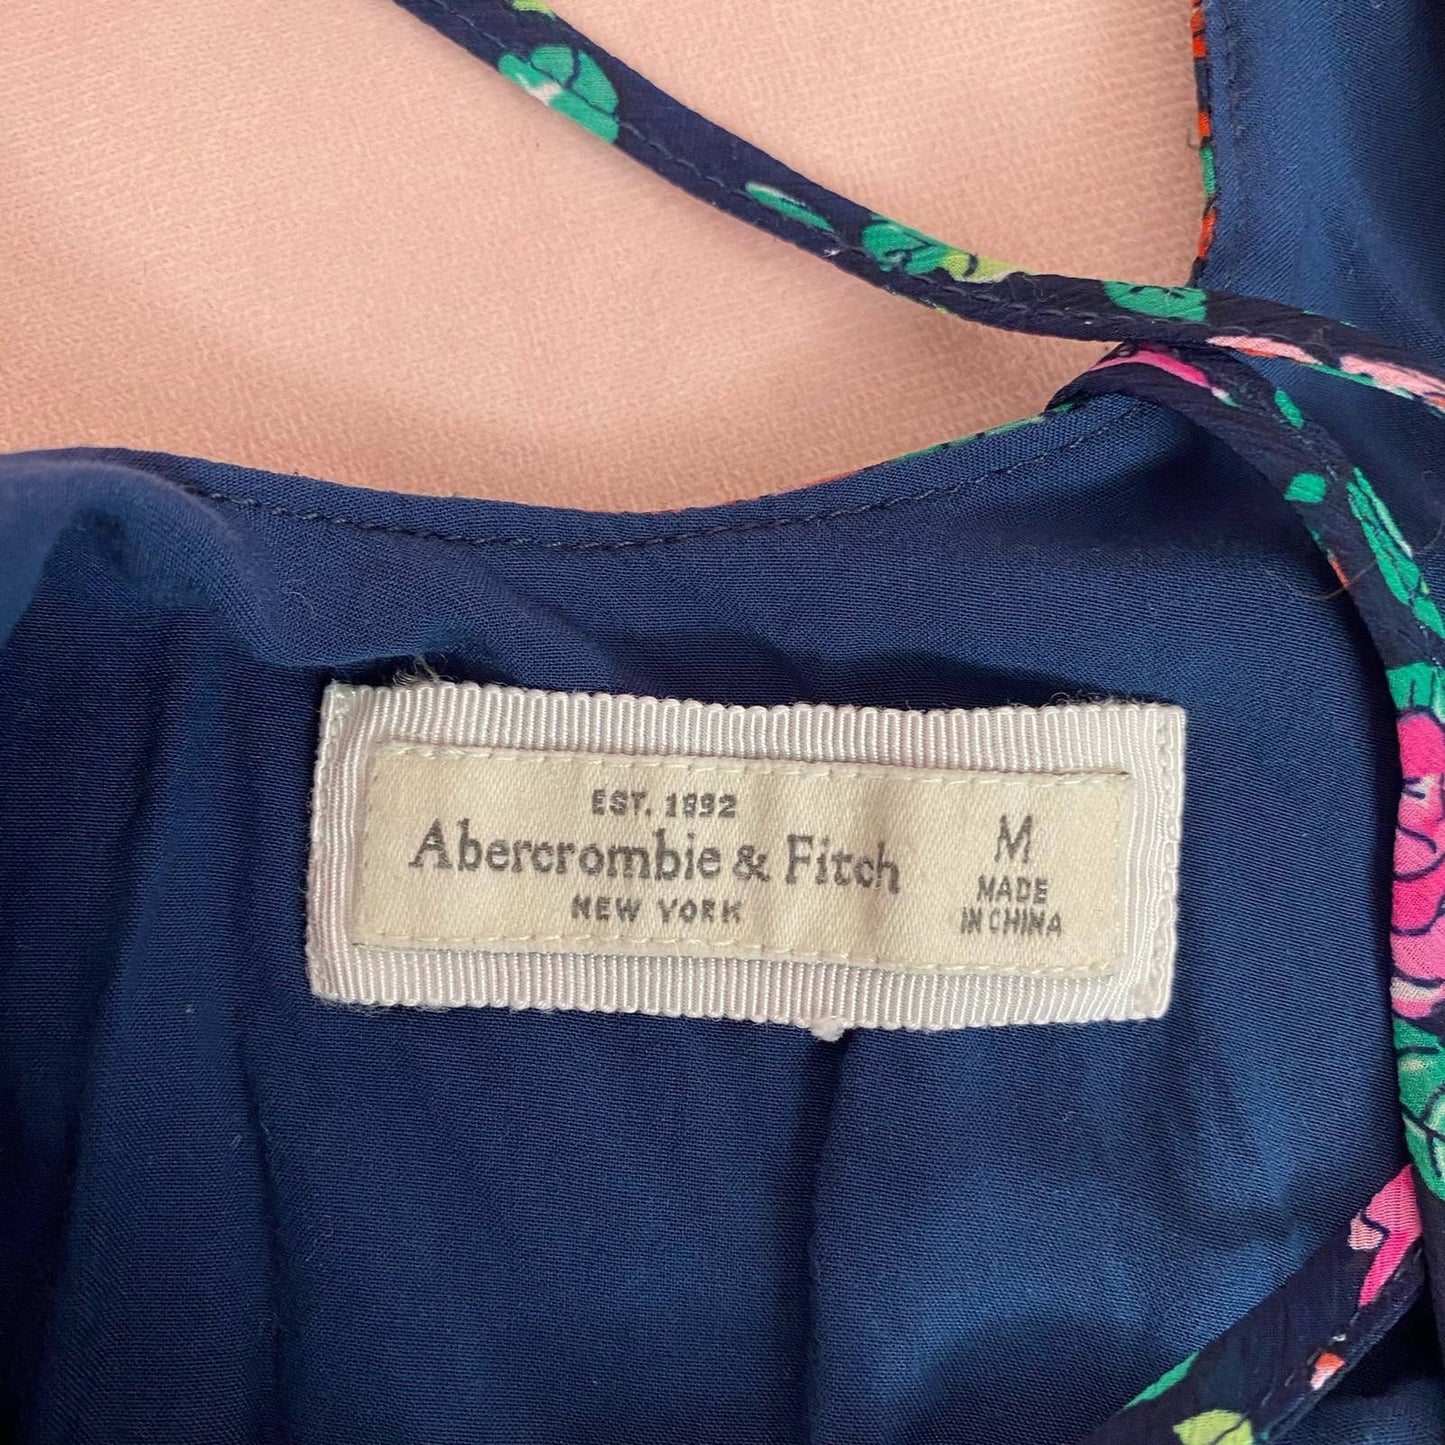 EST. 1892
Abercrombie & Fitch
NEW YORK
M
MADE
IN CHINA